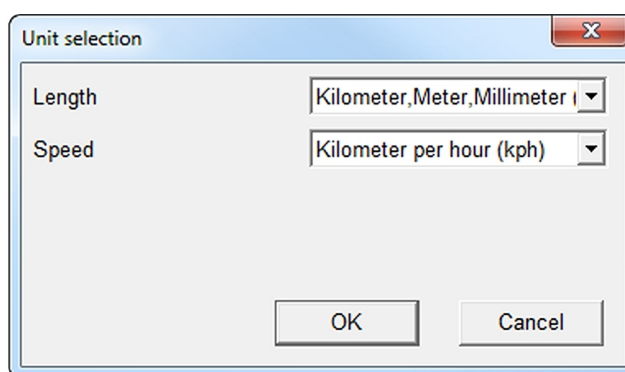 Unit selection
Length Kilometer,Meter,Millimeter (
Speed Kilometer per hour (kph)
OK Cancel